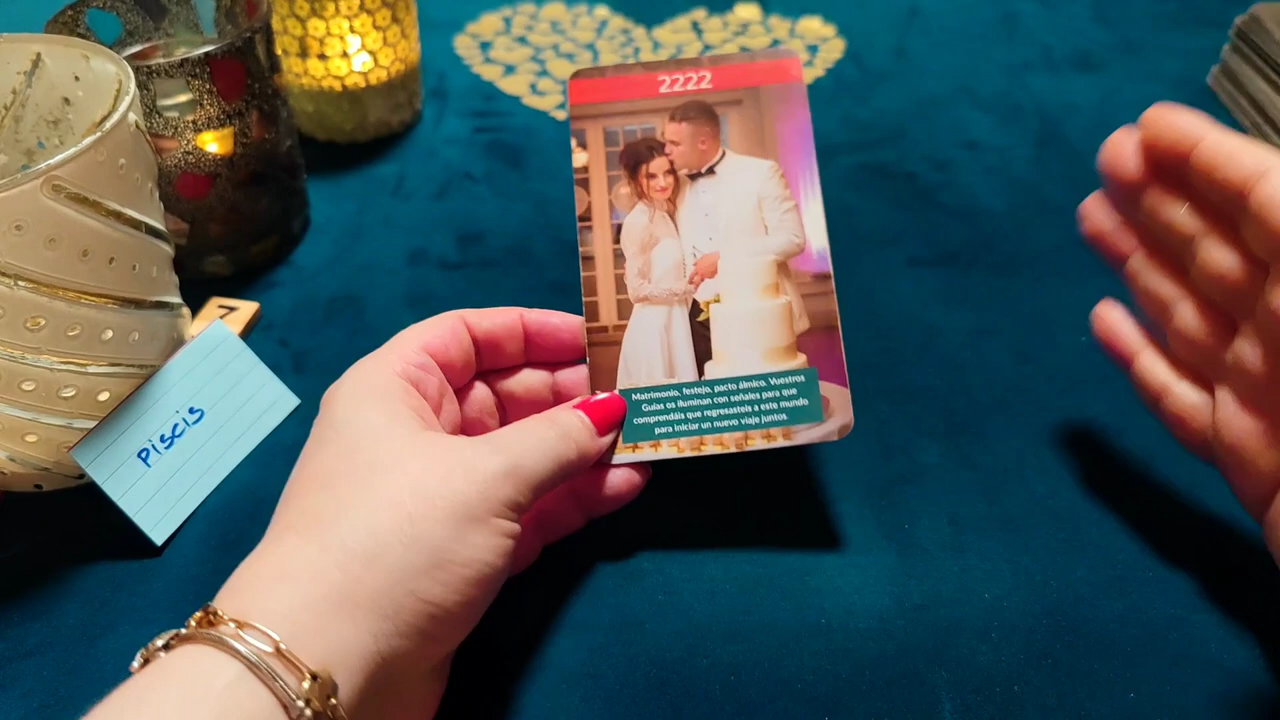 2222
Matrimonio, festejo, pacto álmico. Vuestros
Guías os iluminan con señales para que
comprendáis que regresasteis a este mundo
para iniciar un nuevo viaje juntos.
7
piscis